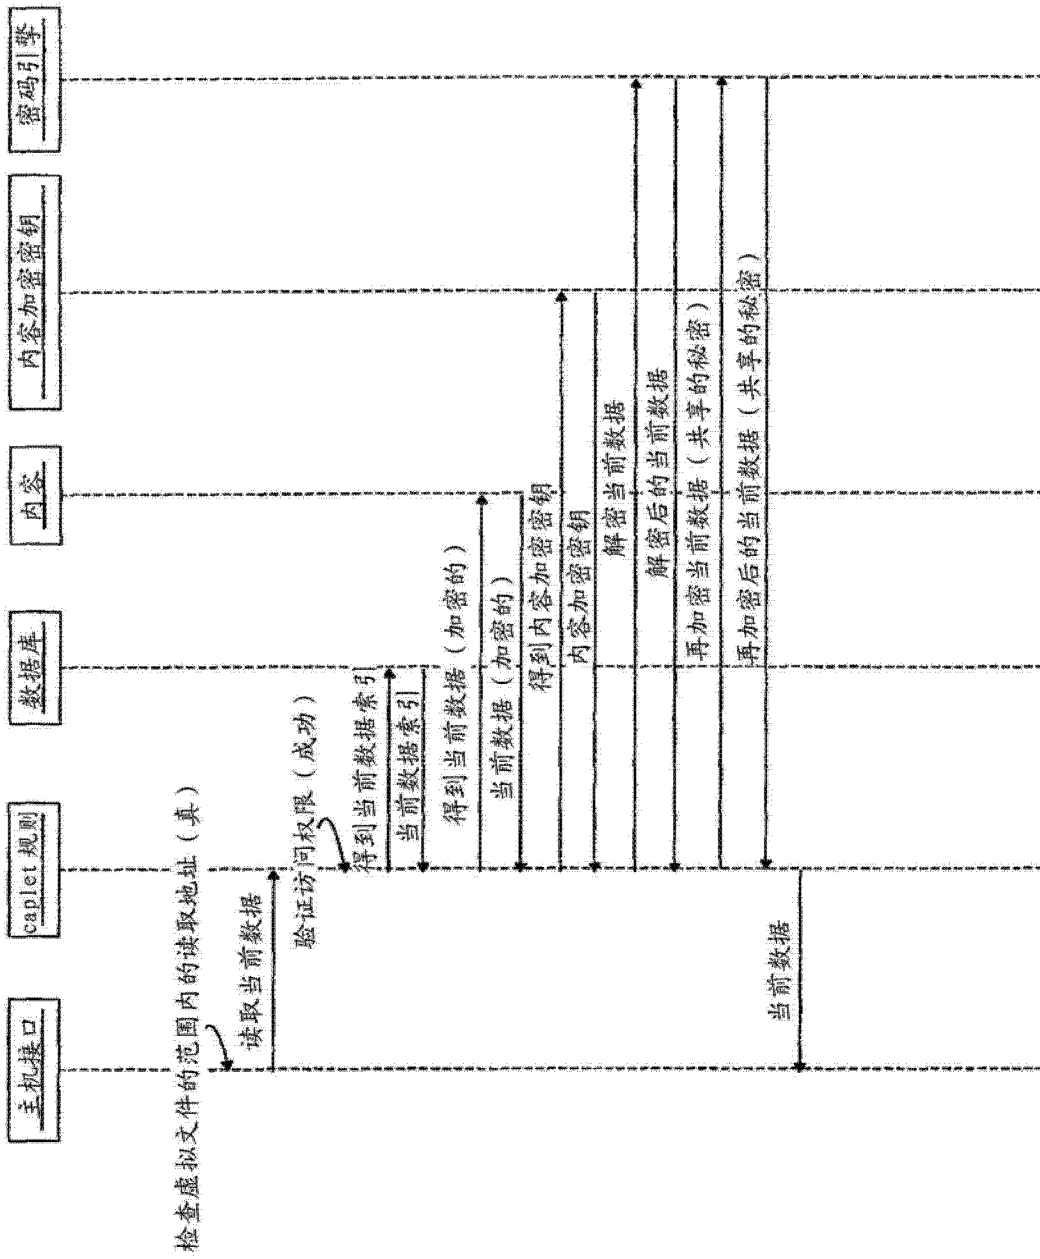 主机接口
caplet 规则
数据库
内容
内容加密密钥
密码引擎
检查虚拟文件的范围内的读取地址（真）
读取当前数据
验证访问权限（成功）
得到当前数据索引
当前数据索引
得到当前数据（加密的）
当前数据（加密的）
得到内容加密密钥
内容加密密钥
解密当前数据
解密后的当前数据
再加密当前数据（共享的秘密）
再加密后的当前数据（共享的秘密）
当前数据